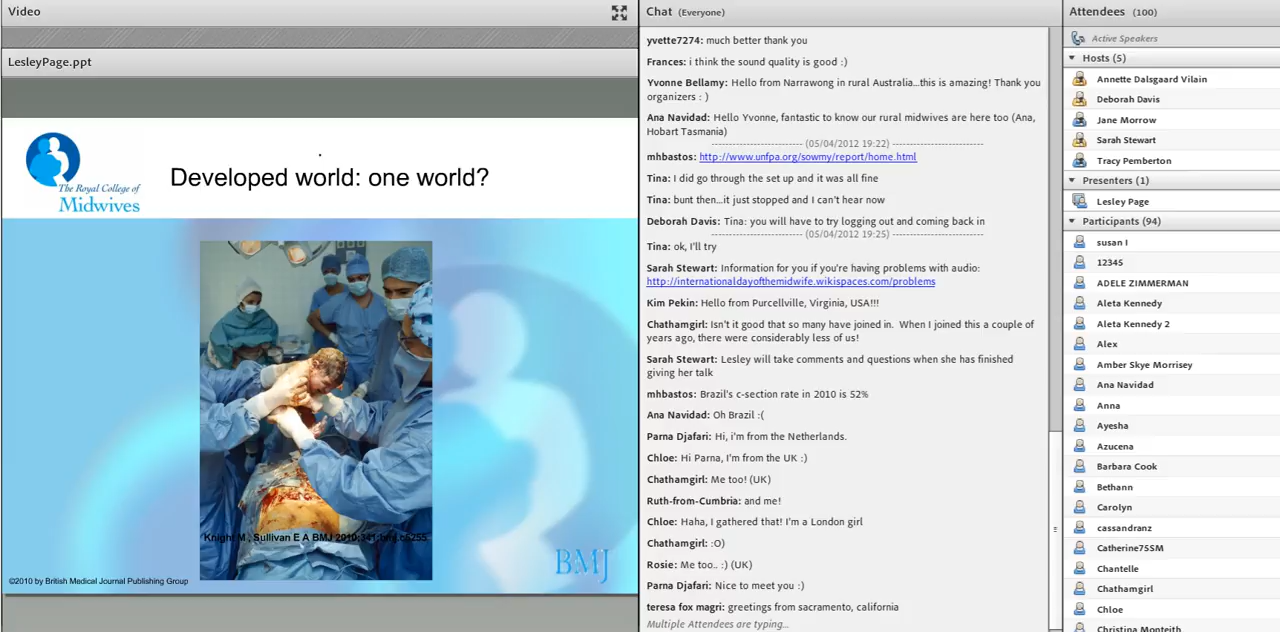 Video
LesleyPage.ppt
The Royal College of
Midwives
.
Developed world: one world?
Knight M , Sullivan E A BMJ 2010;341:bmj.c5255
BMJ
©2010 by British Medical Journal Publishing Group
Chat (Everyone)
yvette7274: much better thank you
Frances: i think the sound quality is good :)
Yvonne Bellamy: Hello from Narrawong in rural Australia...this is amazing! Thank you
organizers : )
Ana Navidad: Hello Yvonne, fantastic to know our rural midwives are here too (Ana,
Hobart Tasmania)
------------------------ (05/04/2012 19:22) ------------------------
mhbastos: http://www.unfpa.org/sowmy/report/home.html
Tina: I did go through the set up and it was all fine
Tina: bunt then...it just stopped and I can't hear now
Deborah Davis: Tina: you will have to try logging out and coming back in
------------------------ (05/04/2012 19:25) ------------------------
Tina: ok, I'll try
Sarah Stewart: Information for you if you're having problems with audio:
http://internationaldayofthemidwife.wikispaces.com/problems
Kim Pekin: Hello from Purcellville, Virginia, USA!!!
Chathamgirl: Isn't it good that so many have joined in. When I joined this a couple of
years ago, there were considerably less of us!
Sarah Stewart: Lesley will take comments and questions when she has finished
giving her talk
mhbastos: Brazil's c-section rate in 2010 is 52%
Ana Navidad: Oh Brazil :(
Parna Djafari: Hi, i'm from the Netherlands.
Chloe: Hi Parna, I'm from the UK :)
Chathamgirl: Me too! (UK)
Ruth-from-Cumbria: and me!
Chloe: Haha, I gathered that! I'm a London girl
Chathamgirl: :O)
Rosie: Me too.. :) (UK)
Parna Djafari: Nice to meet you :)
teresa fox magri: greetings from sacramento, california
Multiple Attendees are typing...
Attendees (100)
Active Speakers
Hosts (5)
Annette Dalsgaard Vilain
Deborah Davis
Jane Morrow
Sarah Stewart
Tracy Pemberton
Presenters (1)
Lesley Page
Participants (94)
susan I
12345
ADELE ZIMMERMAN
Aleta Kennedy
Aleta Kennedy 2
Alex
Amber Skye Morrisey
Ana Navidad
Anna
Ayesha
Azucena
Barbara Cook
Bethann
Carolyn
cassandranz
Catherine75SM
Chantelle
Chathamgirl
Chloe
Christina Monteith